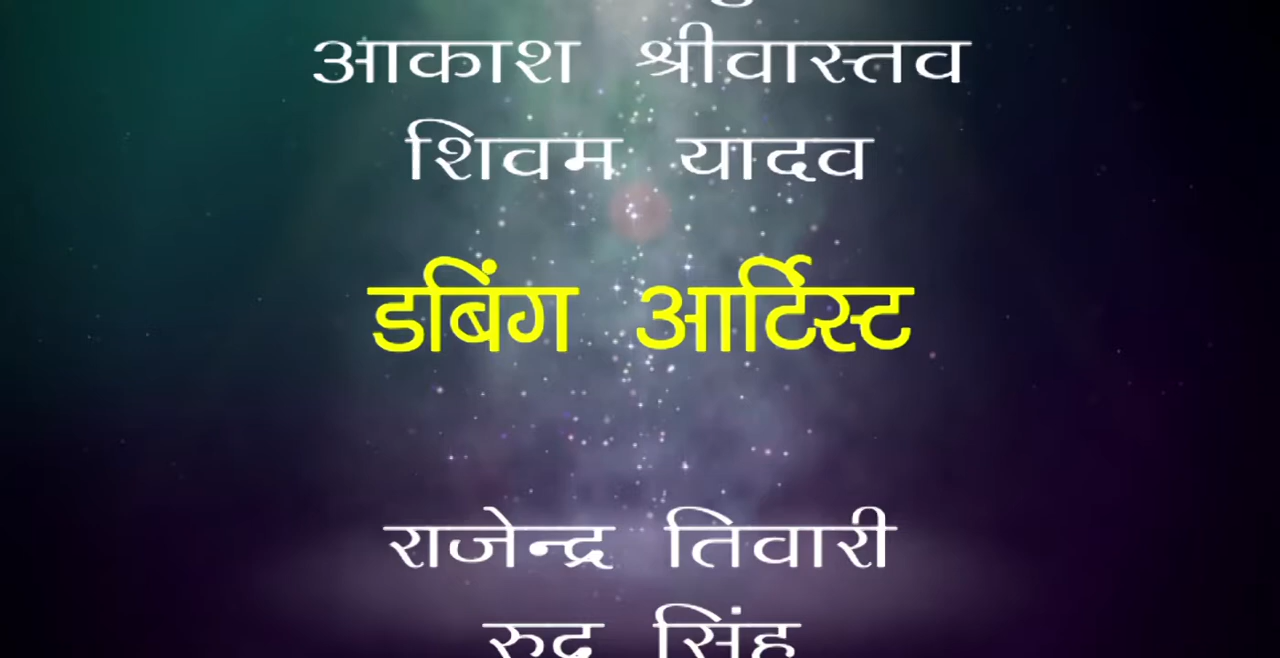 आकाश श्रीवास्तव
शिवम यादव
डबिंग आर्टिस्ट
राजेन्द्र तिवारी
रुद्र सिंह